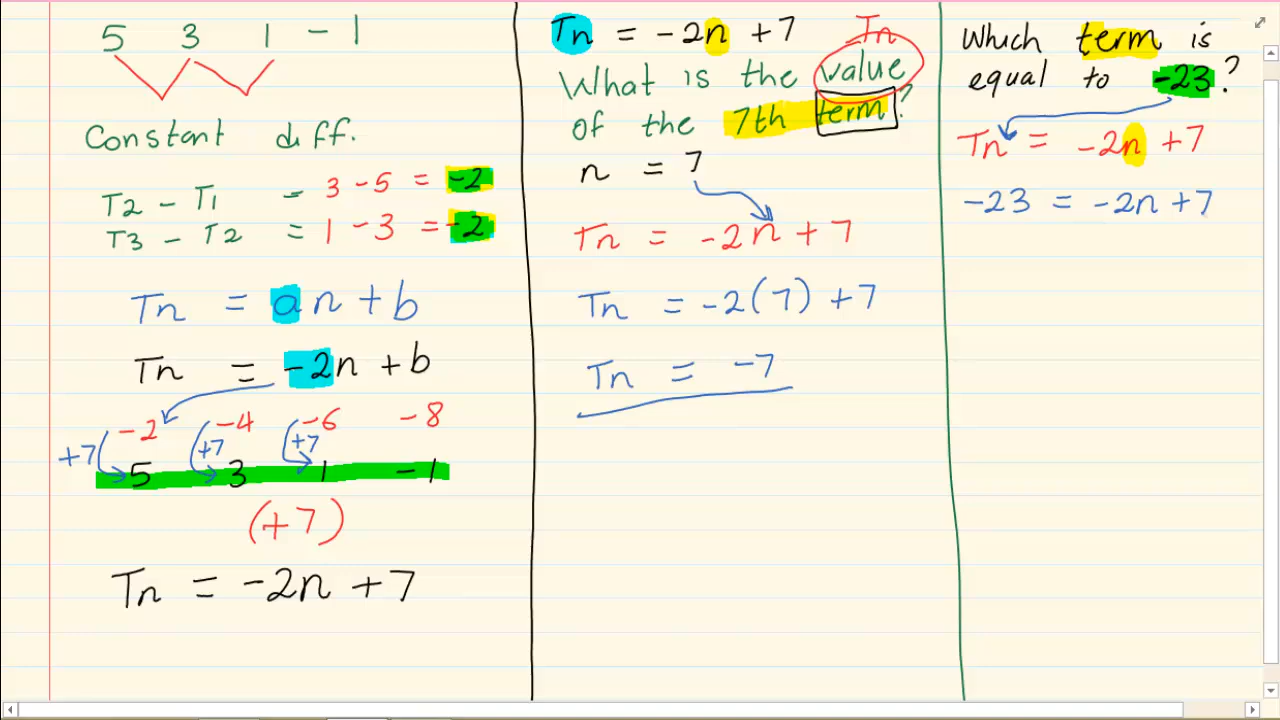 5 3 1 -1
Constant diff.
T2 - T1 = 3 - 5 = -2
T3 - T2 = 1 - 3 = -2
Tn = an + b
Tn = -2n + b
-2 -4 -6 -8
+7 +7 +7
5 3 1 -1
(+7)
Tn = -2n + 7
Tn = -2n + 7 Tn
What is the value
of the 7th term?
n = 7
Tn = -2n + 7
Tn = -2(7) + 7
Tn = -7
Which term is
equal to -23?
Tn = -2n + 7
-23 = -2n + 7